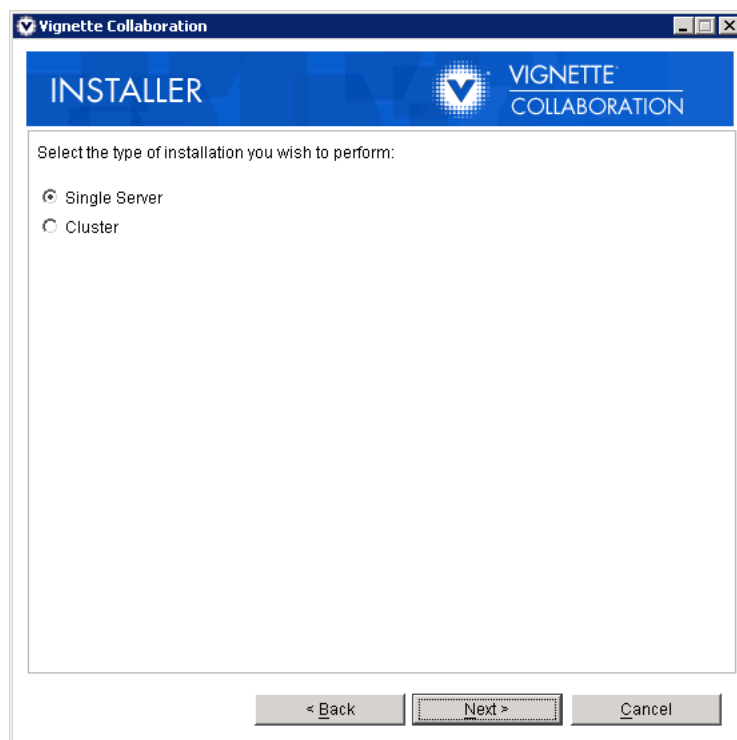 Vignette Collaboration
INSTALLER
VIGNETTE
COLLABORATION
Select the type of installation you wish to perform:
Single Server
Cluster
< Back
Next >
Cancel